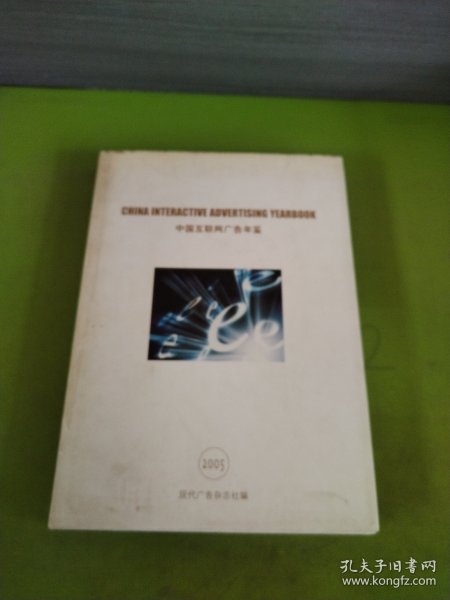 CHINA INTERACTIVE ADVERTISING YEARBOOK
中国互联网广告年鉴
e e e e e
2005
现代广告杂志社编
孔夫子旧书网
www.kongfz.com